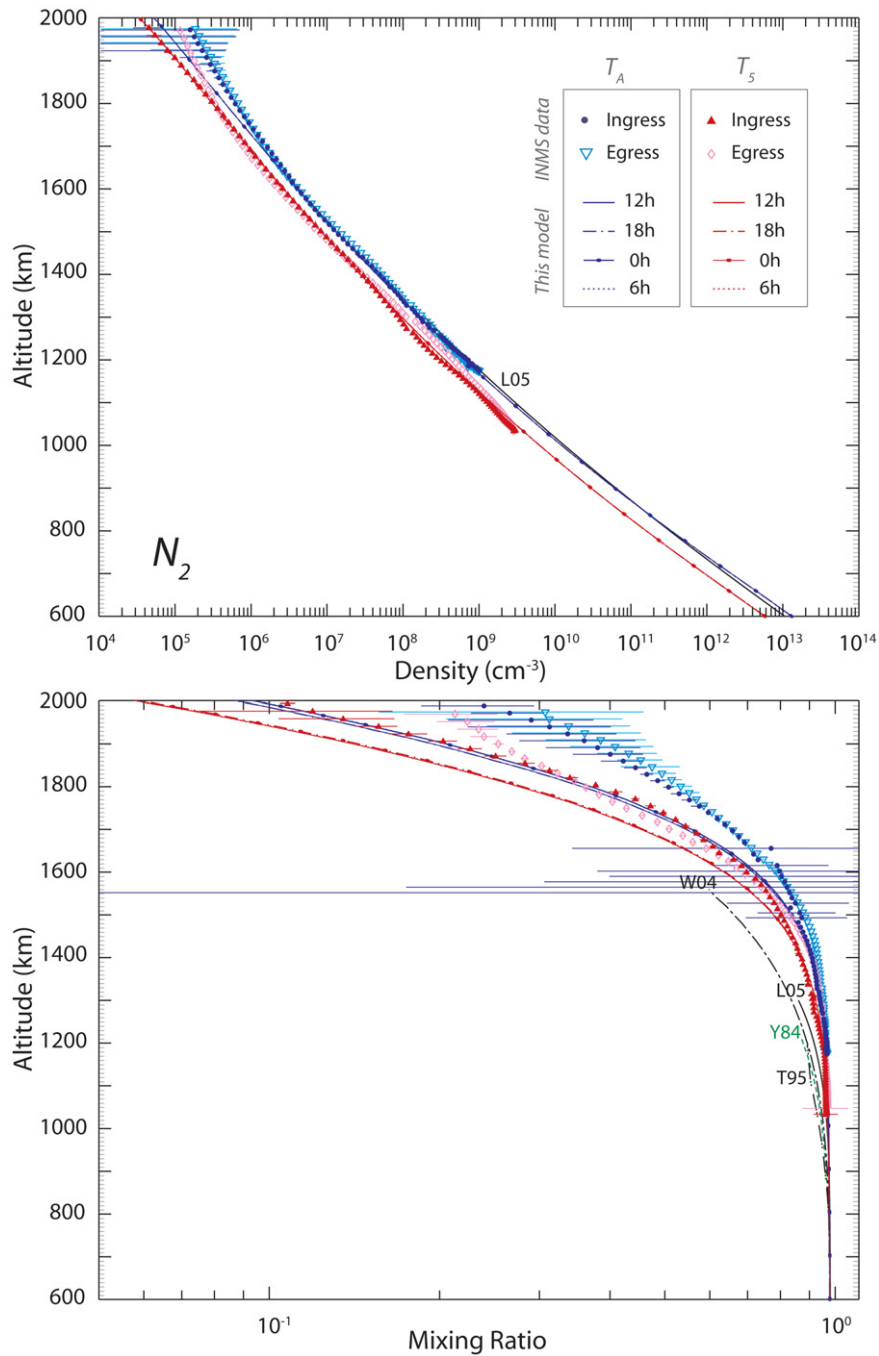 2000
1800
1600
1400
1200
1000
800
600
Altitude (km)
T_A T_5
INMS data
Ingress Ingress
Egress Egress
This model
12h 12h
18h 18h
0h 0h
6h 6h
L05
N_2
10^4 10^5 10^6 10^7 10^8 10^9 10^10 10^11 10^12 10^13 10^14
Density (cm^-3)
2000
1800
1600
1400
1200
1000
800
600
Altitude (km)
W04
L05
Y84
T95
10^-1 10^0
Mixing Ratio